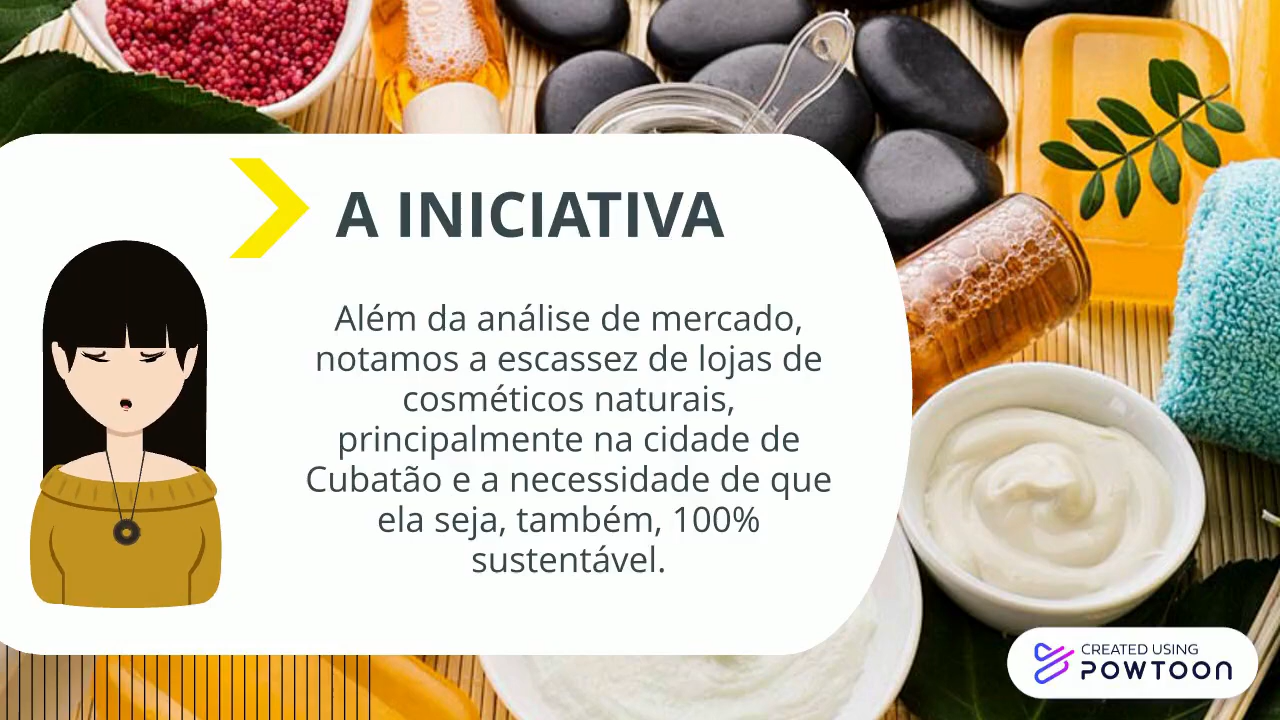 A INICIATIVA
Além da análise de mercado,
notamos a escassez de lojas de
cosméticos naturais,
principalmente na cidade de
Cubatão e a necessidade de que
ela seja, também, 100%
sustentável.
CREATED USING
POWTOON